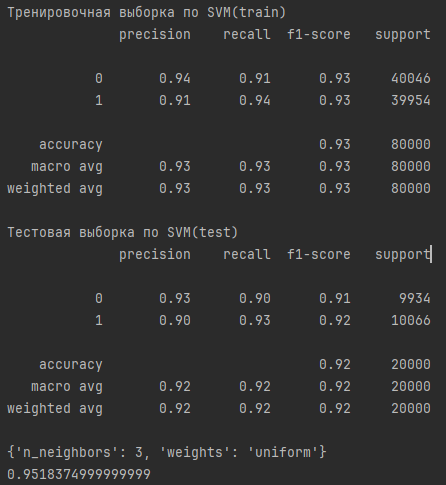 Тренировочная выборка по SVM(train)
precision recall f1-score support
0 0.94 0.91 0.93 40046
1 0.91 0.94 0.93 39954
accuracy 0.93 80000
macro avg 0.93 0.93 0.93 80000
weighted avg 0.93 0.93 0.93 80000
Тестовая выборка по SVM(test)
precision recall f1-score support
0 0.93 0.90 0.91 9934
1 0.90 0.93 0.92 10066
accuracy 0.92 20000
macro avg 0.92 0.92 0.92 20000
weighted avg 0.92 0.92 0.92 20000
{'n_neighbors': 3, 'weights': 'uniform'}
0.9518374999999999